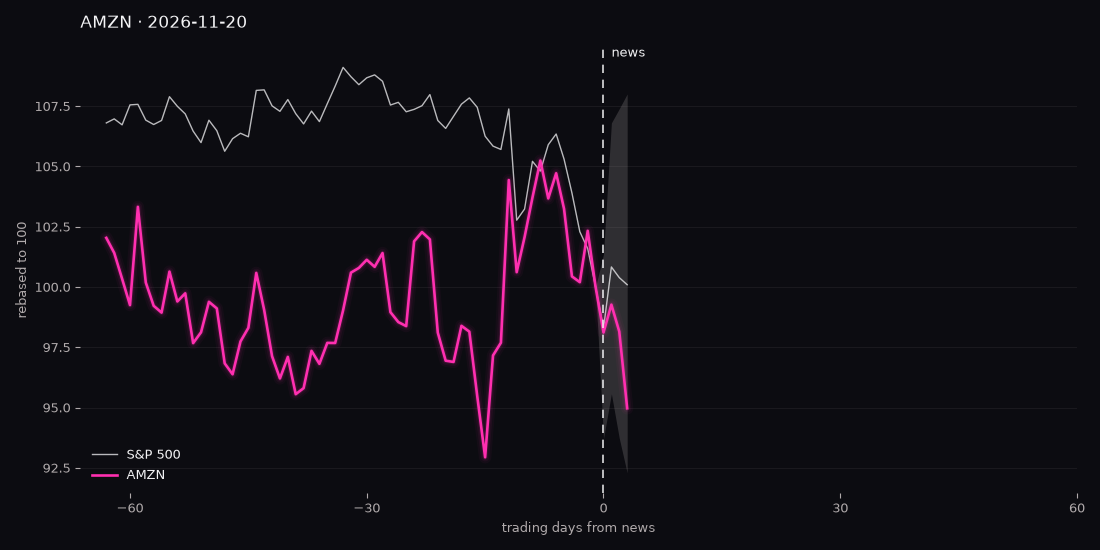 AMZN · 2026-11-20
news
107.5
105.0
102.5
100.0
97.5
95.0
92.5
rebased to 100
S&P 500
AMZN
−60
−30
0
30
60
trading days from news